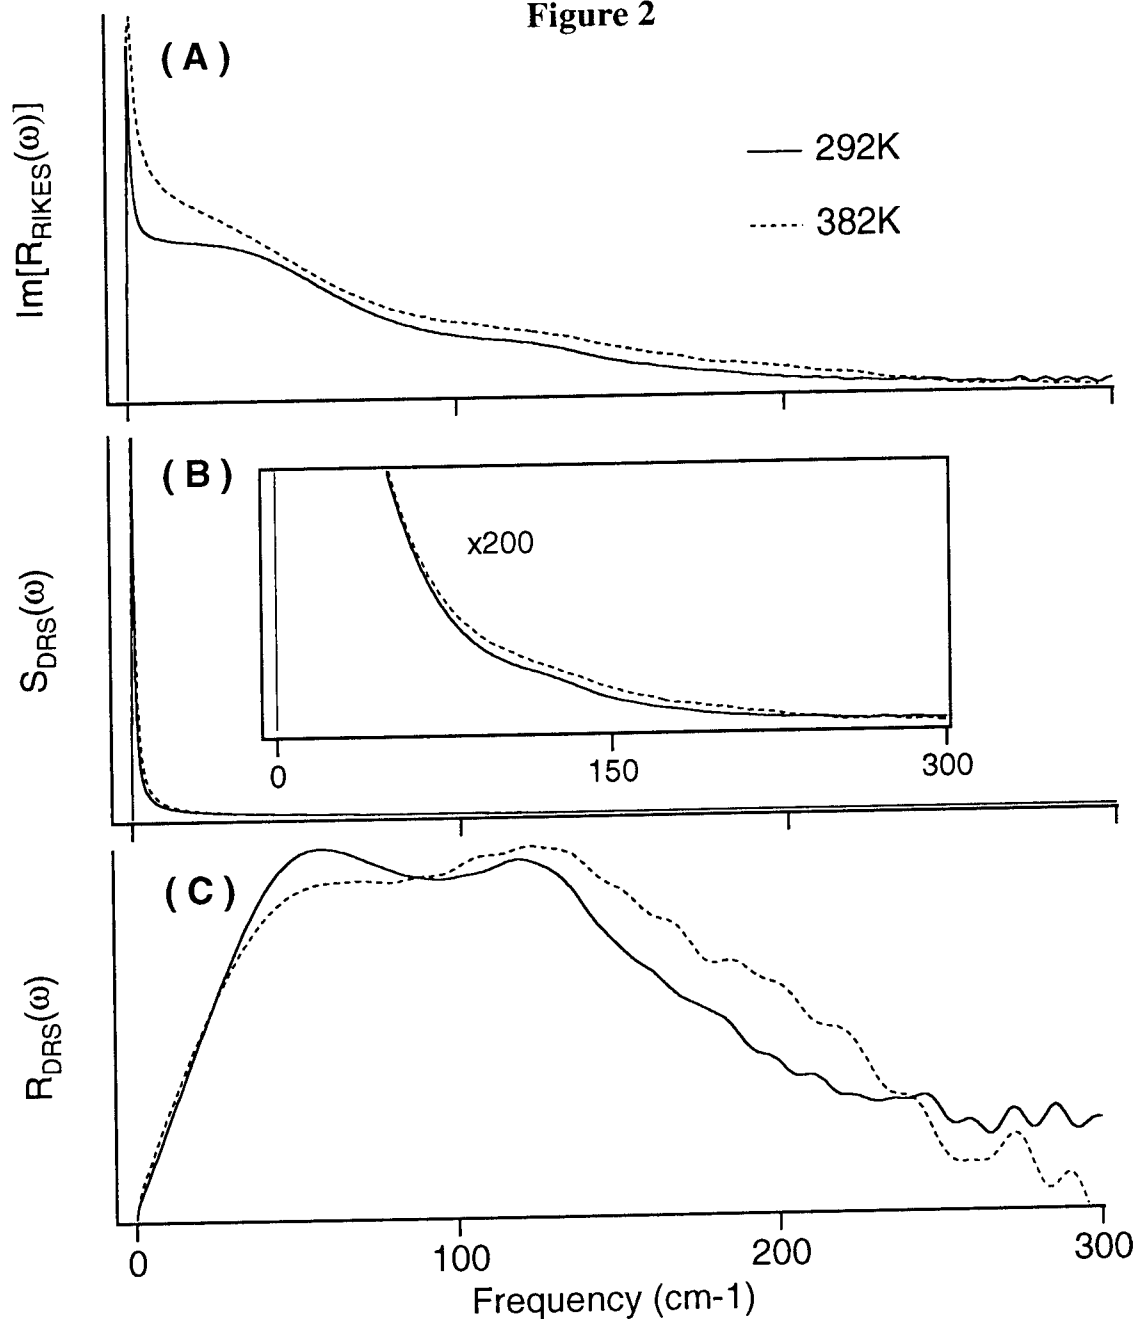 Figure 2
(A)
Im[R_RIKES(ω)]
292K
382K
(B)
x200
S_DRS(ω)
0 150 300
(C)
R_DRS(ω)
0 100 200 300
Frequency (cm-1)